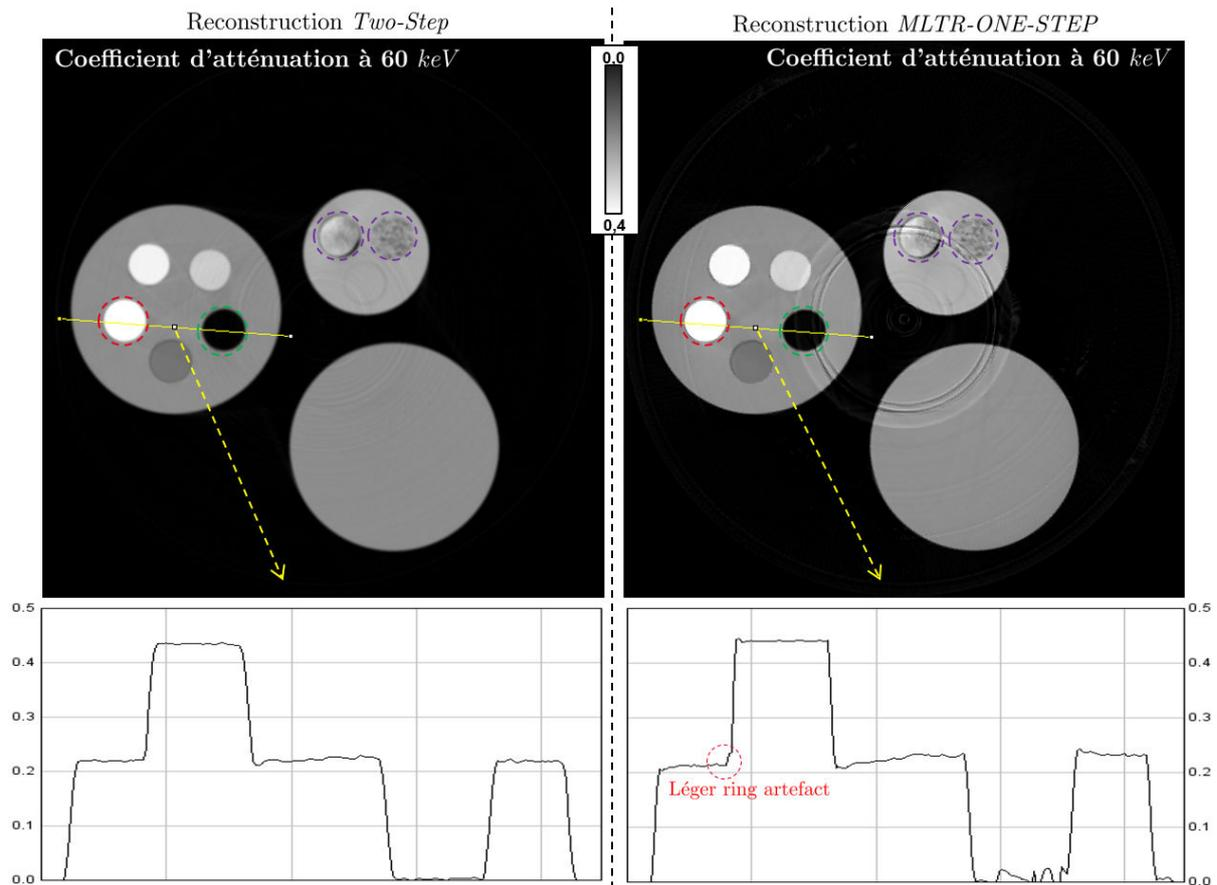 Reconstruction Two-Step
Reconstruction MLTR-ONE-STEP
Coefficient d'atténuation à 60 keV
Coefficient d'atténuation à 60 keV
0.0
0,4
0.5
0.4
0.3
0.2
0.1
0.0
Léger ring artefact
0.5
0.4
0.3
0.2
0.1
0.0